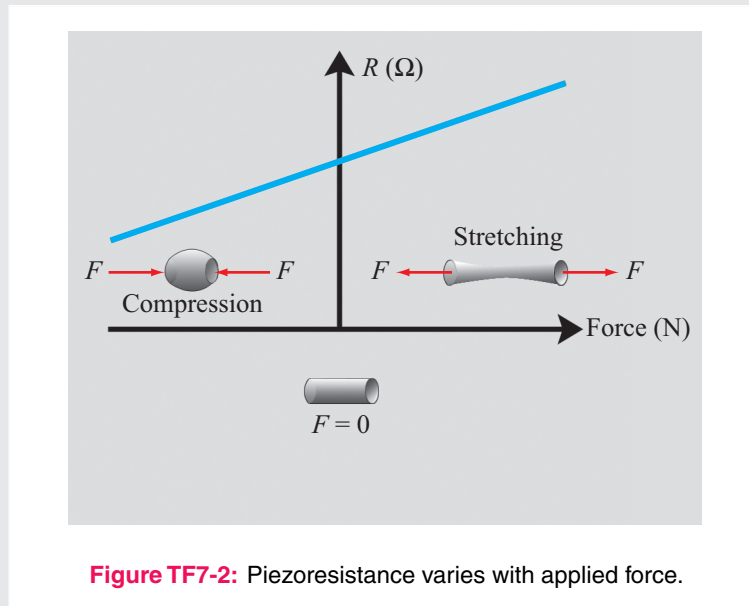 R (Ω)
Stretching
F F F F
Compression
Force (N)
F = 0
Figure TF7-2: Piezoresistance varies with applied force.